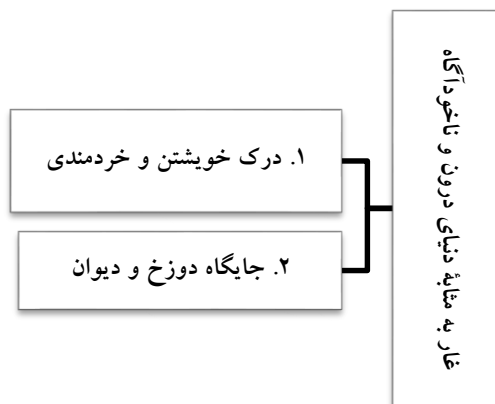 غار به مثابهٔ دنیای درون و ناخودآگاه
۱. درک خویشتن و خردمندی
۲. جایگاه دوزخ و دیوان